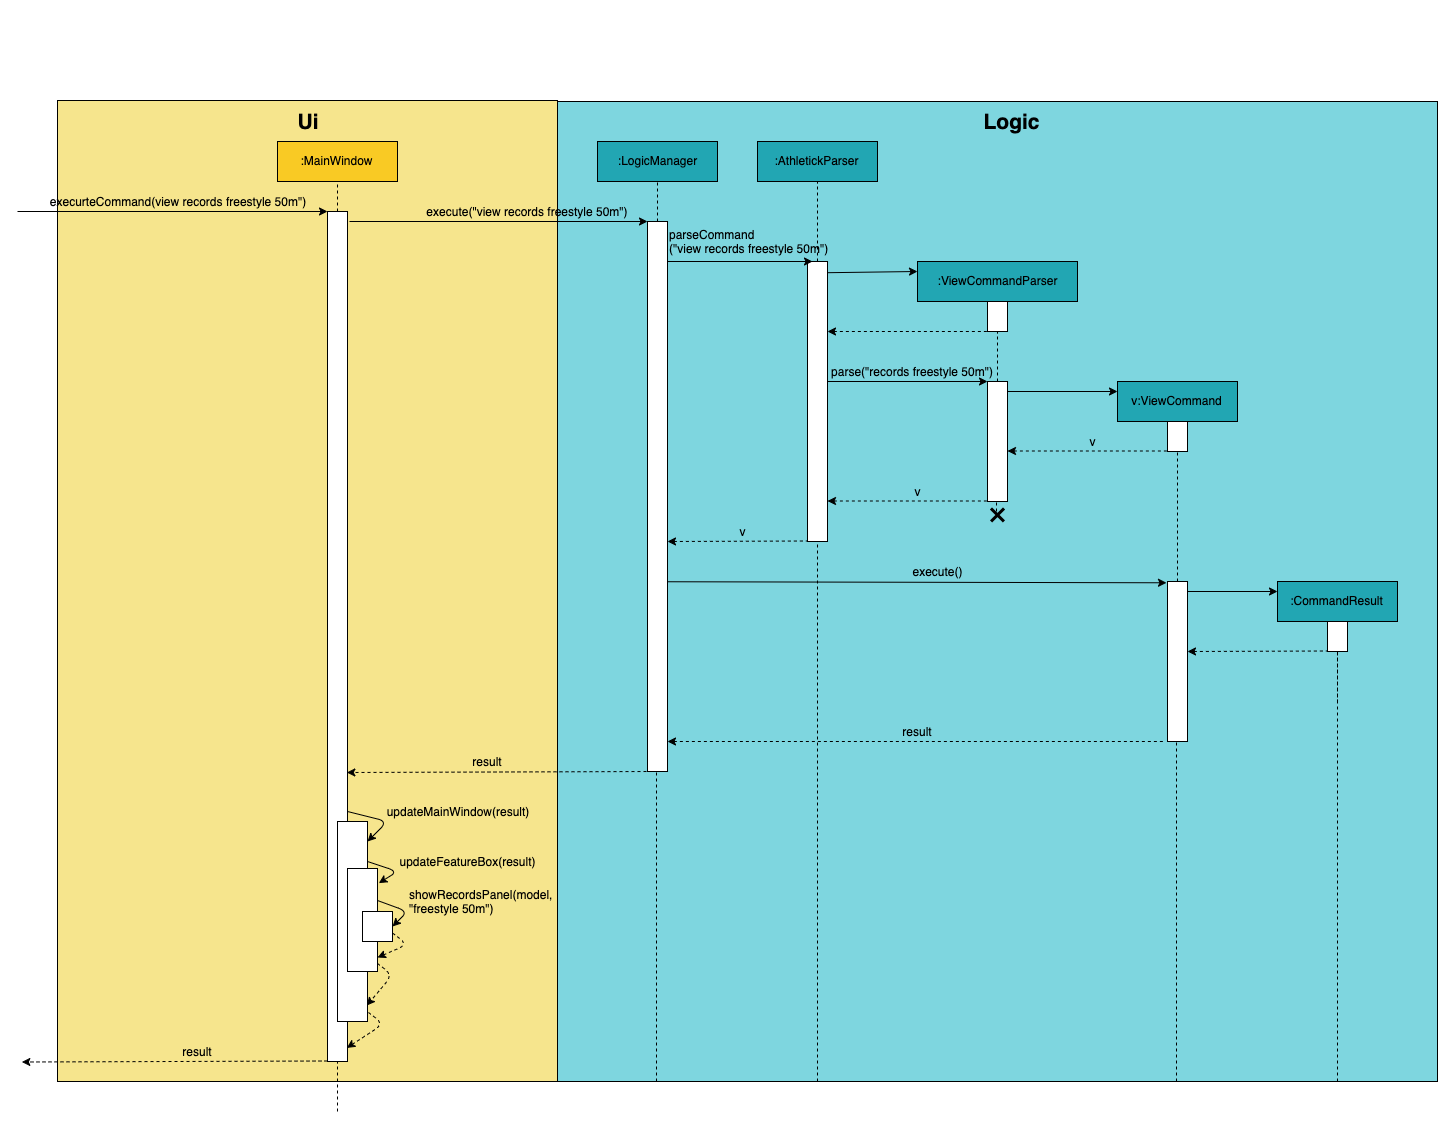 Ui
Logic
:MainWindow
:LogicManager
:AthletickParser
execurteCommand(view records freestyle 50m")
execute("view records freestyle 50m")
parseCommand
("view records freestyle 50m")
:ViewCommandParser
parse("records freestyle 50m")
v:ViewCommand
v
v
v
execute()
:CommandResult
result
result
updateMainWindow(result)
updateFeatureBox(result)
showRecordsPanel(model,
"freestyle 50m")
result